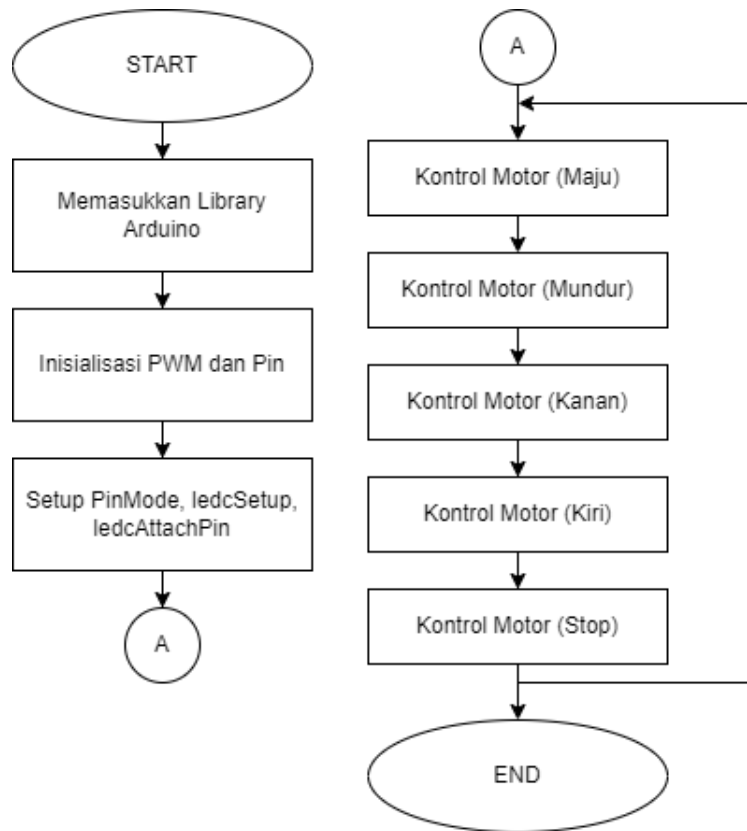 START
Memasukkan Library
Arduino
Inisialisasi PWM dan Pin
Setup PinMode, ledcSetup,
ledcAttachPin
A
A
Kontrol Motor (Maju)
Kontrol Motor (Mundur)
Kontrol Motor (Kanan)
Kontrol Motor (Kiri)
Kontrol Motor (Stop)
END